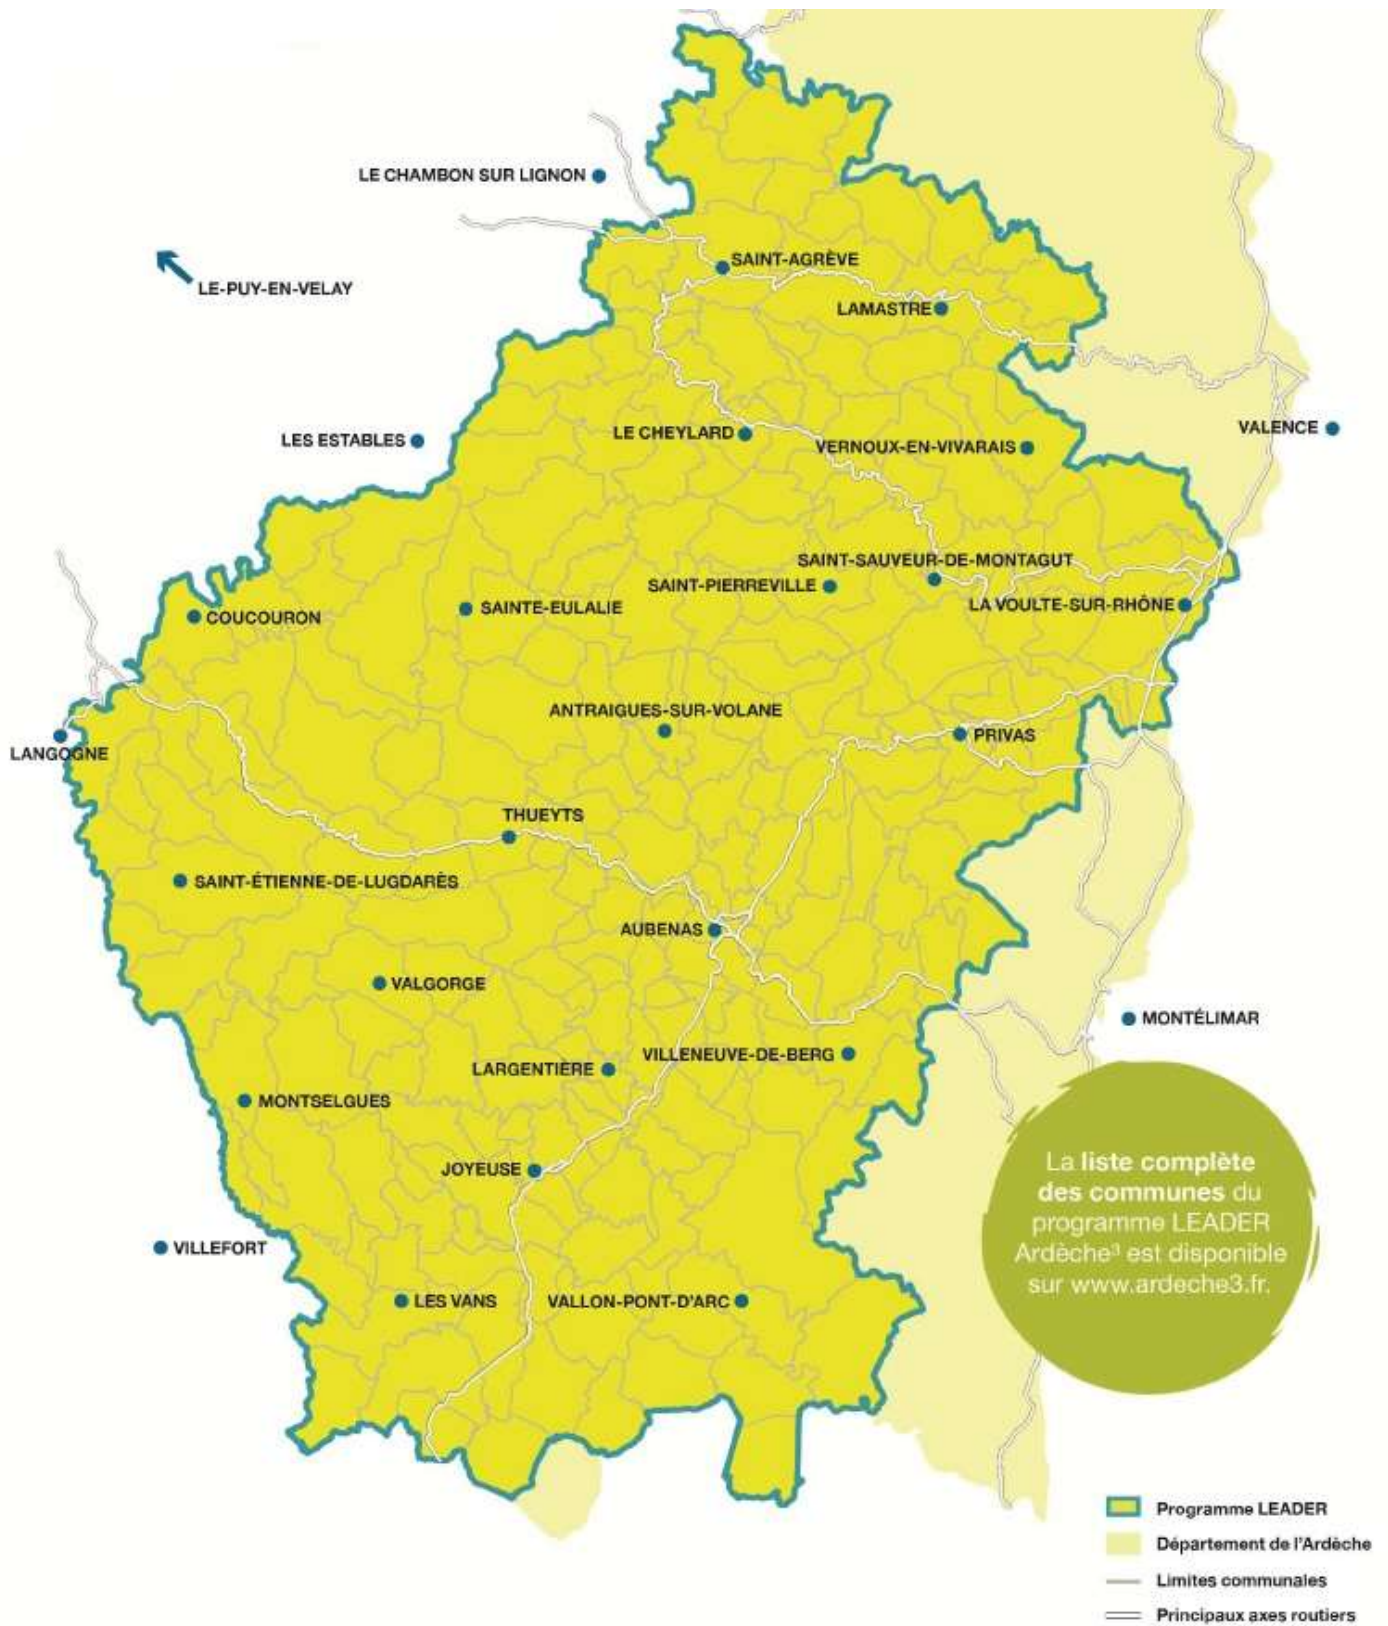 LE CHAMBON SUR LIGNON
SAINT-AGRÈVE
LE-PUY-EN-VELAY
LAMASTRE
VALENCE
LES ESTABLES
LE CHEYLARD
VERNOUX-EN-VIVARAIS
SAINT-SAUVEUR-DE-MONTAGUT
SAINT-PIERREVILLE
LA VOULTE-SUR-RHÔNE
SAINTE-EULALIE
COUCOURON
ANTRAIGUES-SUR-VOLANE
PRIVAS
LANGOGNE
THUEYTS
SAINT-ÉTIENNE-DE-LUGDARÈS
AUBENAS
VALGORGE
MONTÉLIMAR
VILLENEUVE-DE-BERG
LARGENTIÈRE
MONTSELGUES
JOYEUSE
La liste complète
des communes du
programme LEADER
Ardèche³ est disponible
sur www.ardeche3.fr.
VILLEFORT
LES VANS
VALLON-PONT-D'ARC
Programme LEADER
Département de l'Ardèche
Limites communales
Principaux axes routiers